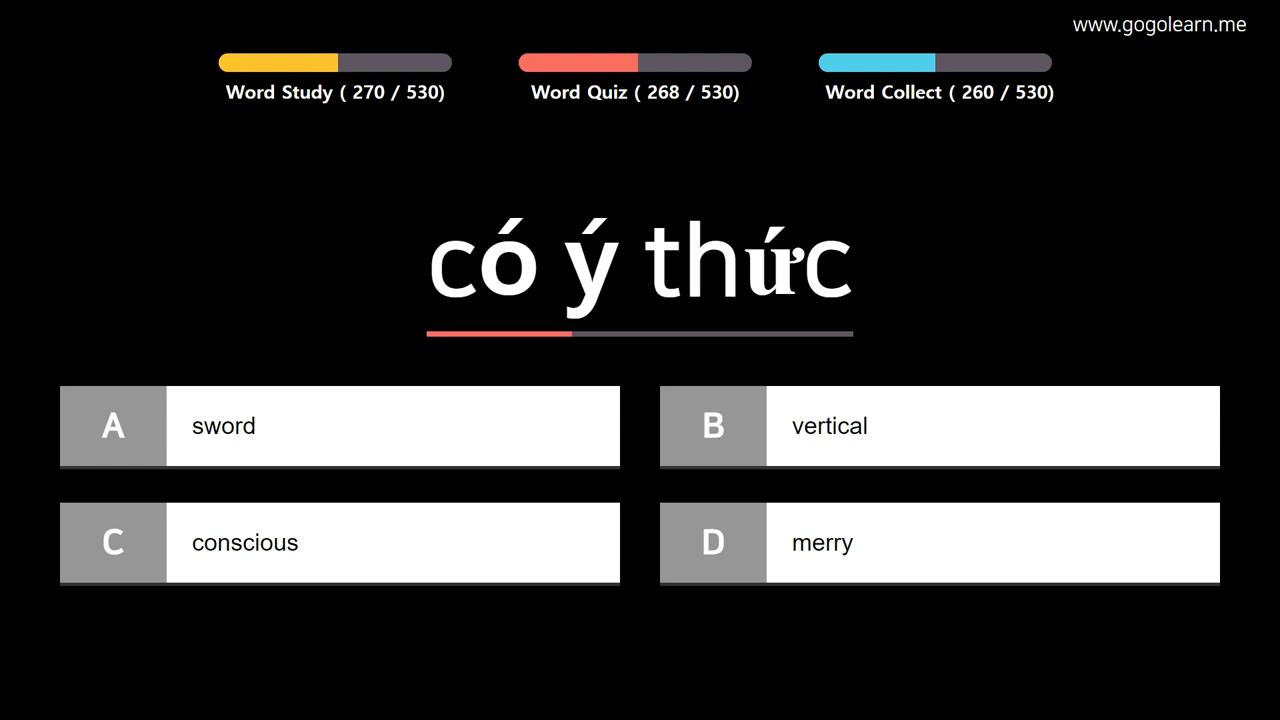 www.gogolearn.me
Word Study ( 270 / 530)
Word Quiz ( 268 / 530)
Word Collect ( 260 / 530)
có ý thức
A sword
B vertical
C conscious
D merry